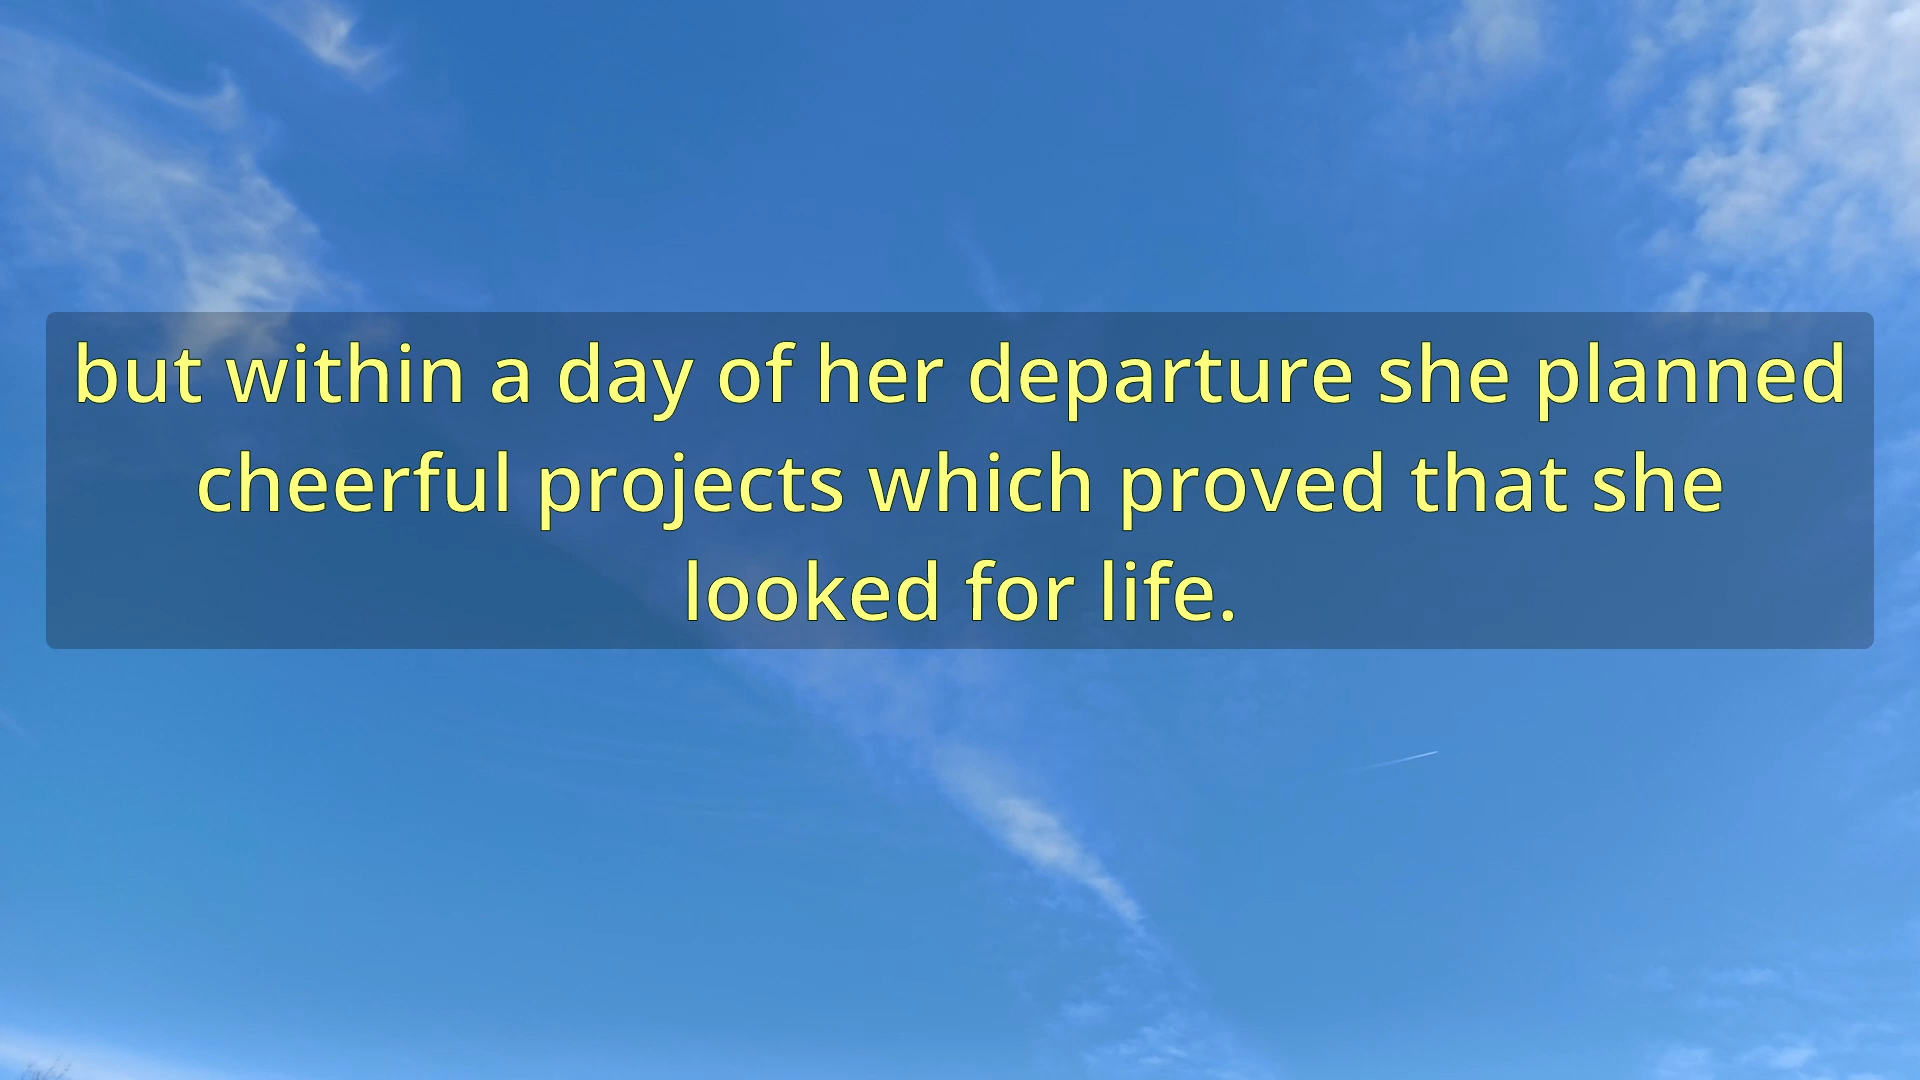 but within a day of her departure she planned
cheerful projects which proved that she
looked for life.